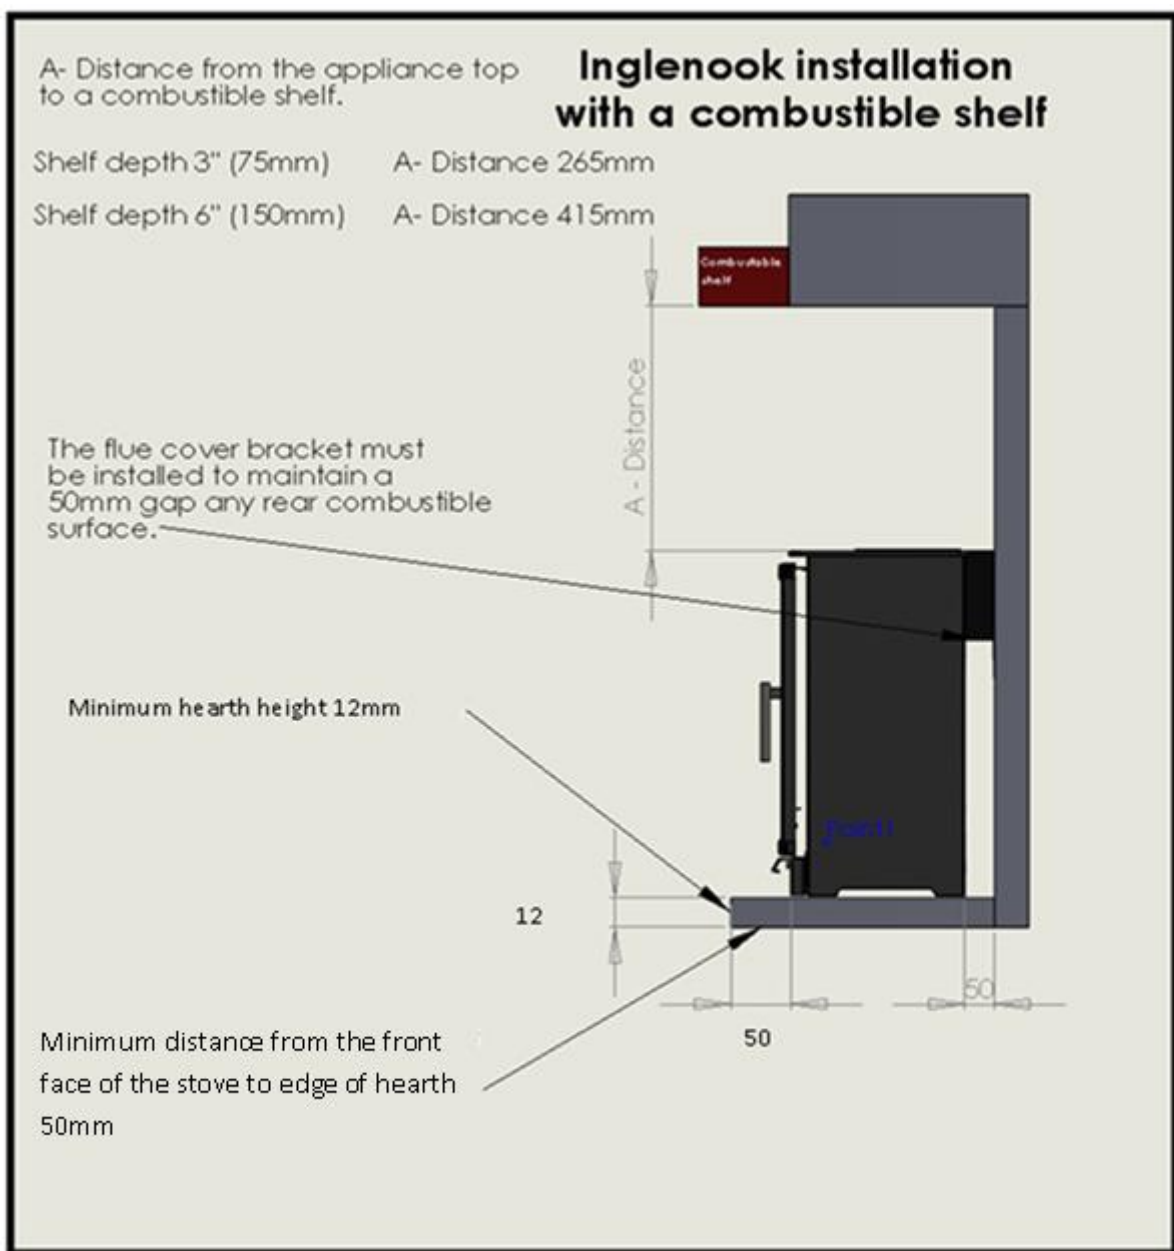 A- Distance from the appliance top
to a combustible shelf.
Inglenook installation
with a combustible shelf
Shelf depth 3" (75mm) A- Distance 265mm
Shelf depth 6" (150mm) A- Distance 415mm
Combustable
shelf
A - Distance
The flue cover bracket must
be installed to maintain a
50mm gap any rear combustible
surface.
Minimum hearth height 12mm
Point1
12
50
50
Minimum distance from the front
face of the stove to edge of hearth
50mm